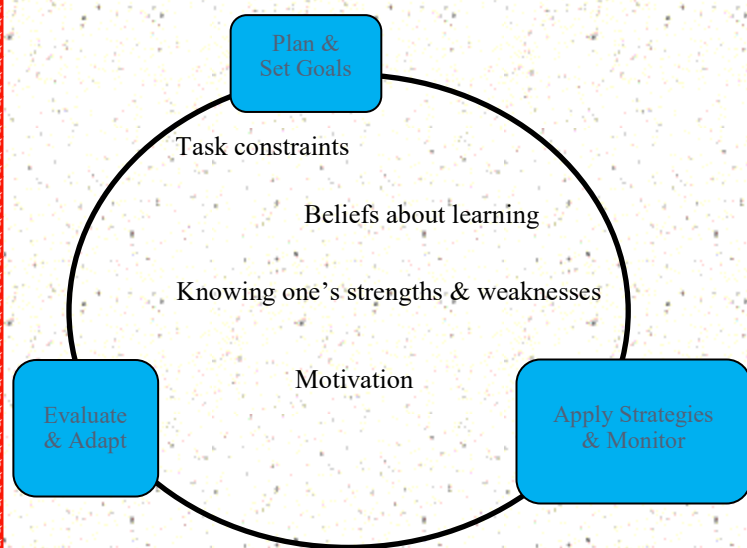 Plan &
Set Goals
Task constraints
Beliefs about learning
Knowing one’s strengths & weaknesses
Motivation
Evaluate
& Adapt
Apply Strategies
& Monitor